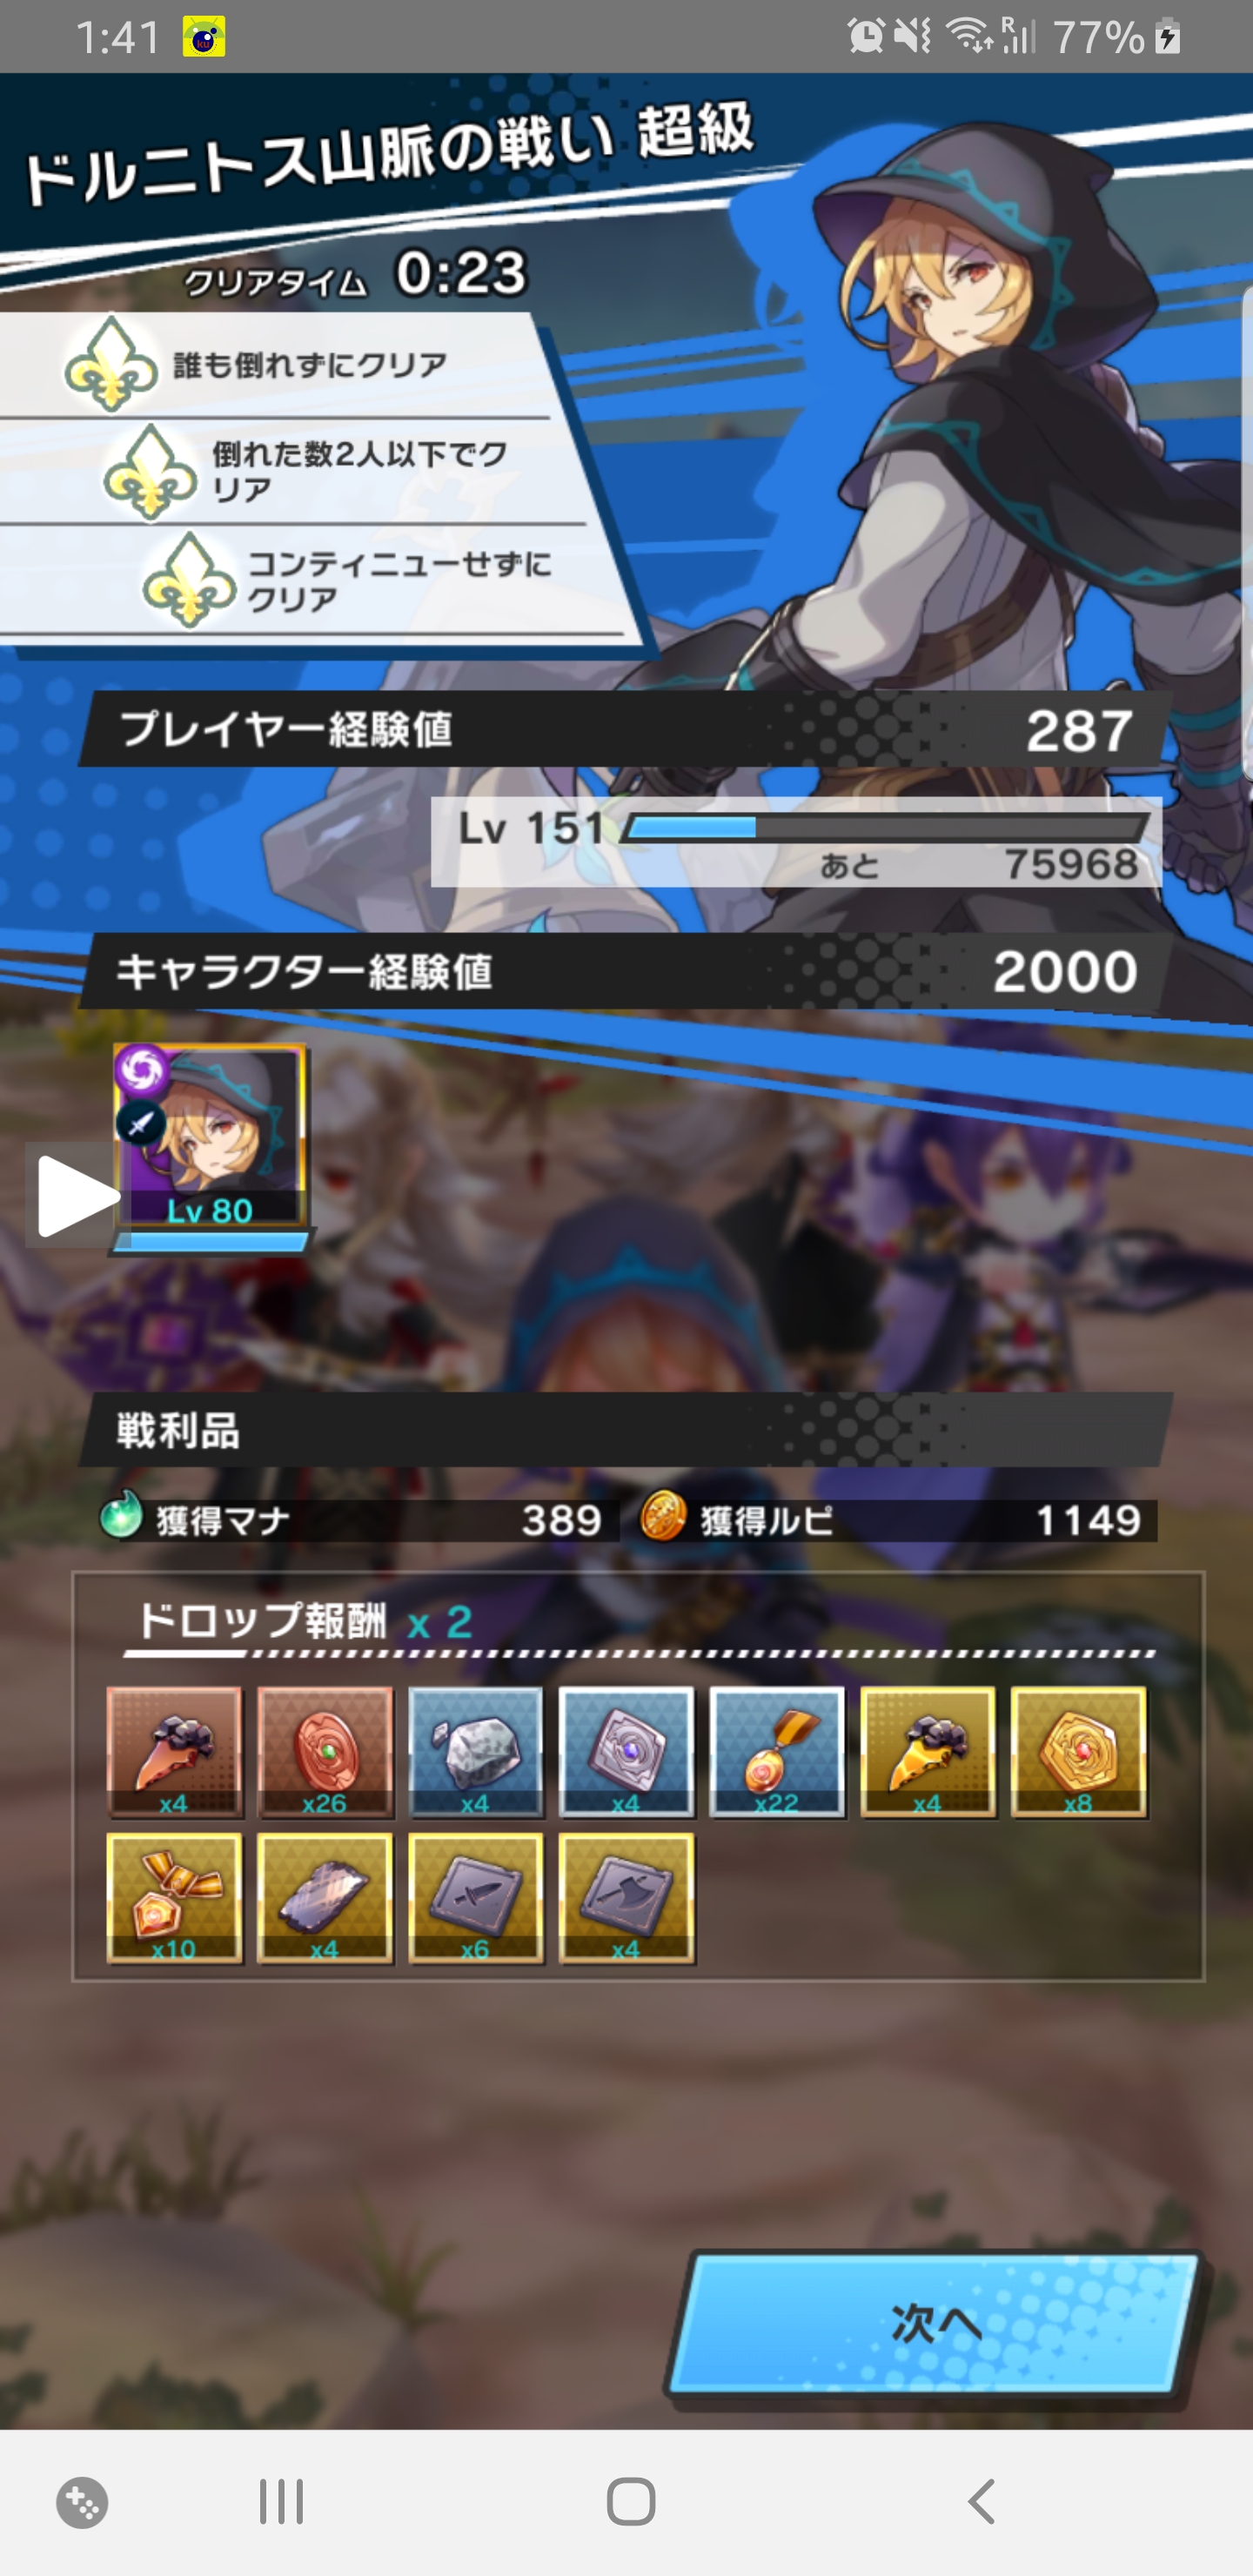 1:41
77%
ドルニトス山脈の戦い 超級
クリアタイム 0:23
誰も倒れずにクリア
倒れた数2人以下でク
リア
コンティニューせずに
クリア
プレイヤー経験値 287
Lv 151
あと 75968
キャラクター経験値 2000
Lv 80
戦利品
獲得マナ 389 獲得ルピ 1149
ドロップ報酬 x 2
x4 x26 x4 x4 x22 x4 x8
x10 x4 x6 x4
次へ